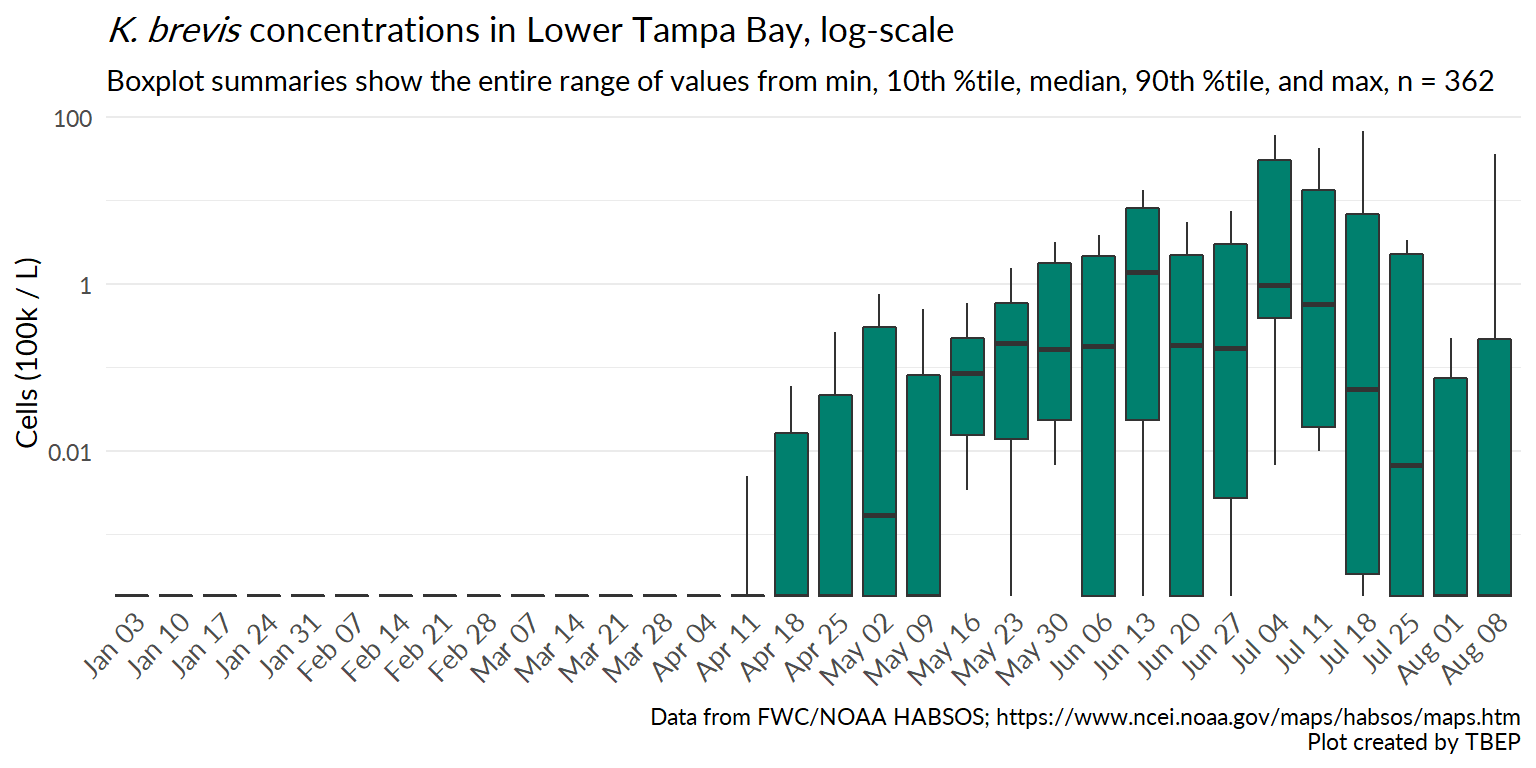 K. brevis concentrations in Lower Tampa Bay, log-scale
Boxplot summaries show the entire range of values from min, 10th %tile, median, 90th %tile, and max, n = 362
Cells (100k / L)
100
1
0.01
Jan 03
Jan 10
Jan 17
Jan 24
Jan 31
Feb 07
Feb 14
Feb 21
Feb 28
Mar 07
Mar 14
Mar 21
Mar 28
Apr 04
Apr 11
Apr 18
Apr 25
May 02
May 09
May 16
May 23
May 30
Jun 06
Jun 13
Jun 20
Jun 27
Jul 04
Jul 11
Jul 18
Jul 25
Aug 01
Aug 08
Data from FWC/NOAA HABSOS; https://www.ncei.noaa.gov/maps/habsos/maps.htm
Plot created by TBEP